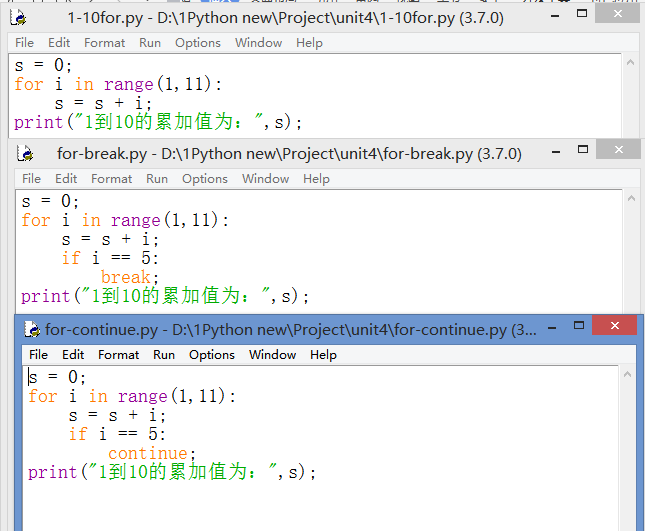 1-10for.py - D:\1Python new\Project\unit4\1-10for.py (3.7.0)
File Edit Format Run Options Window Help
s = 0;
for i in range(1,11):
    s = s + i;
print("1到10的累加值为：",s);
for-break.py - D:\1Python new\Project\unit4\for-break.py (3.7.0)
File Edit Format Run Options Window Help
s = 0;
for i in range(1,11):
    s = s + i;
    if i == 5:
        break;
print("1到10的累加值为：",s);
for-continue.py - D:\1Python new\Project\unit4\for-continue.py (3...
File Edit Format Run Options Window Help
s = 0;
for i in range(1,11):
    s = s + i;
    if i == 5:
        continue;
print("1到10的累加值为：",s);